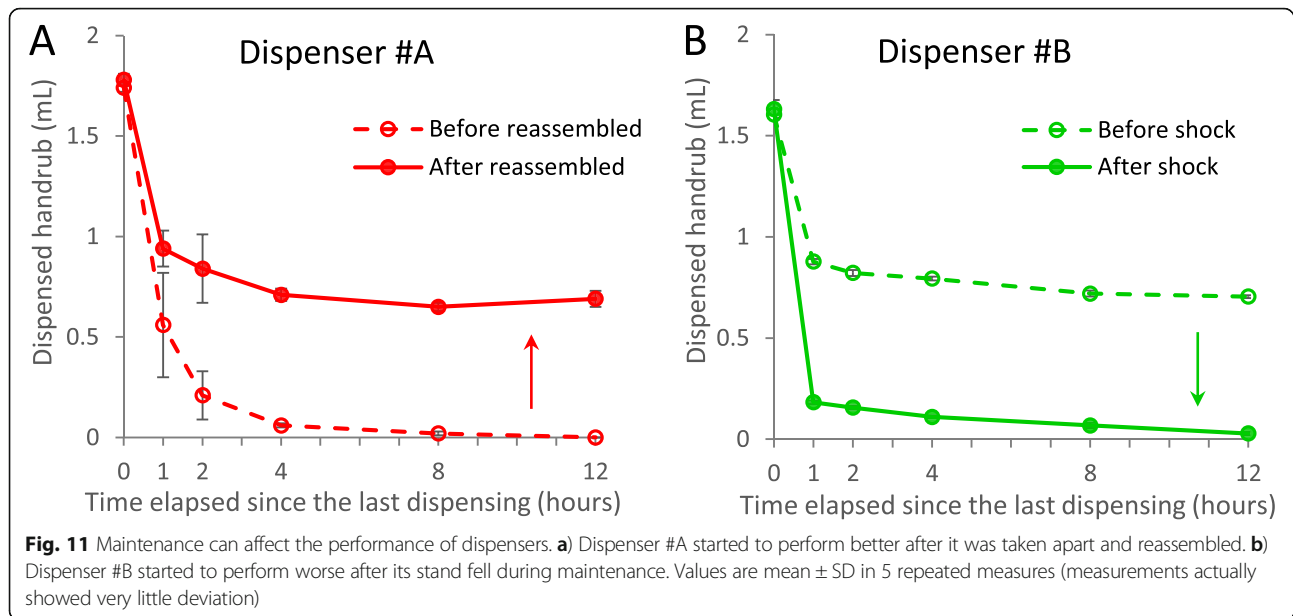 A
Dispenser #A
Dispensed handrub (mL)
2
1.5
1
0.5
0
Before reassembled
After reassembled
0 1 2 4 8 12
Time elapsed since the last dispensing (hours)
B
Dispenser #B
Dispensed handrub (mL)
2
1.5
1
0.5
0
Before shock
After shock
0 1 2 4 8 12
Time elapsed since the last dispensing (hours)
Fig. 11 Maintenance can affect the performance of dispensers. a) Dispenser #A started to perform better after it was taken apart and reassembled. b)
Dispenser #B started to perform worse after its stand fell during maintenance. Values are mean ± SD in 5 repeated measures (measurements actually
showed very little deviation)